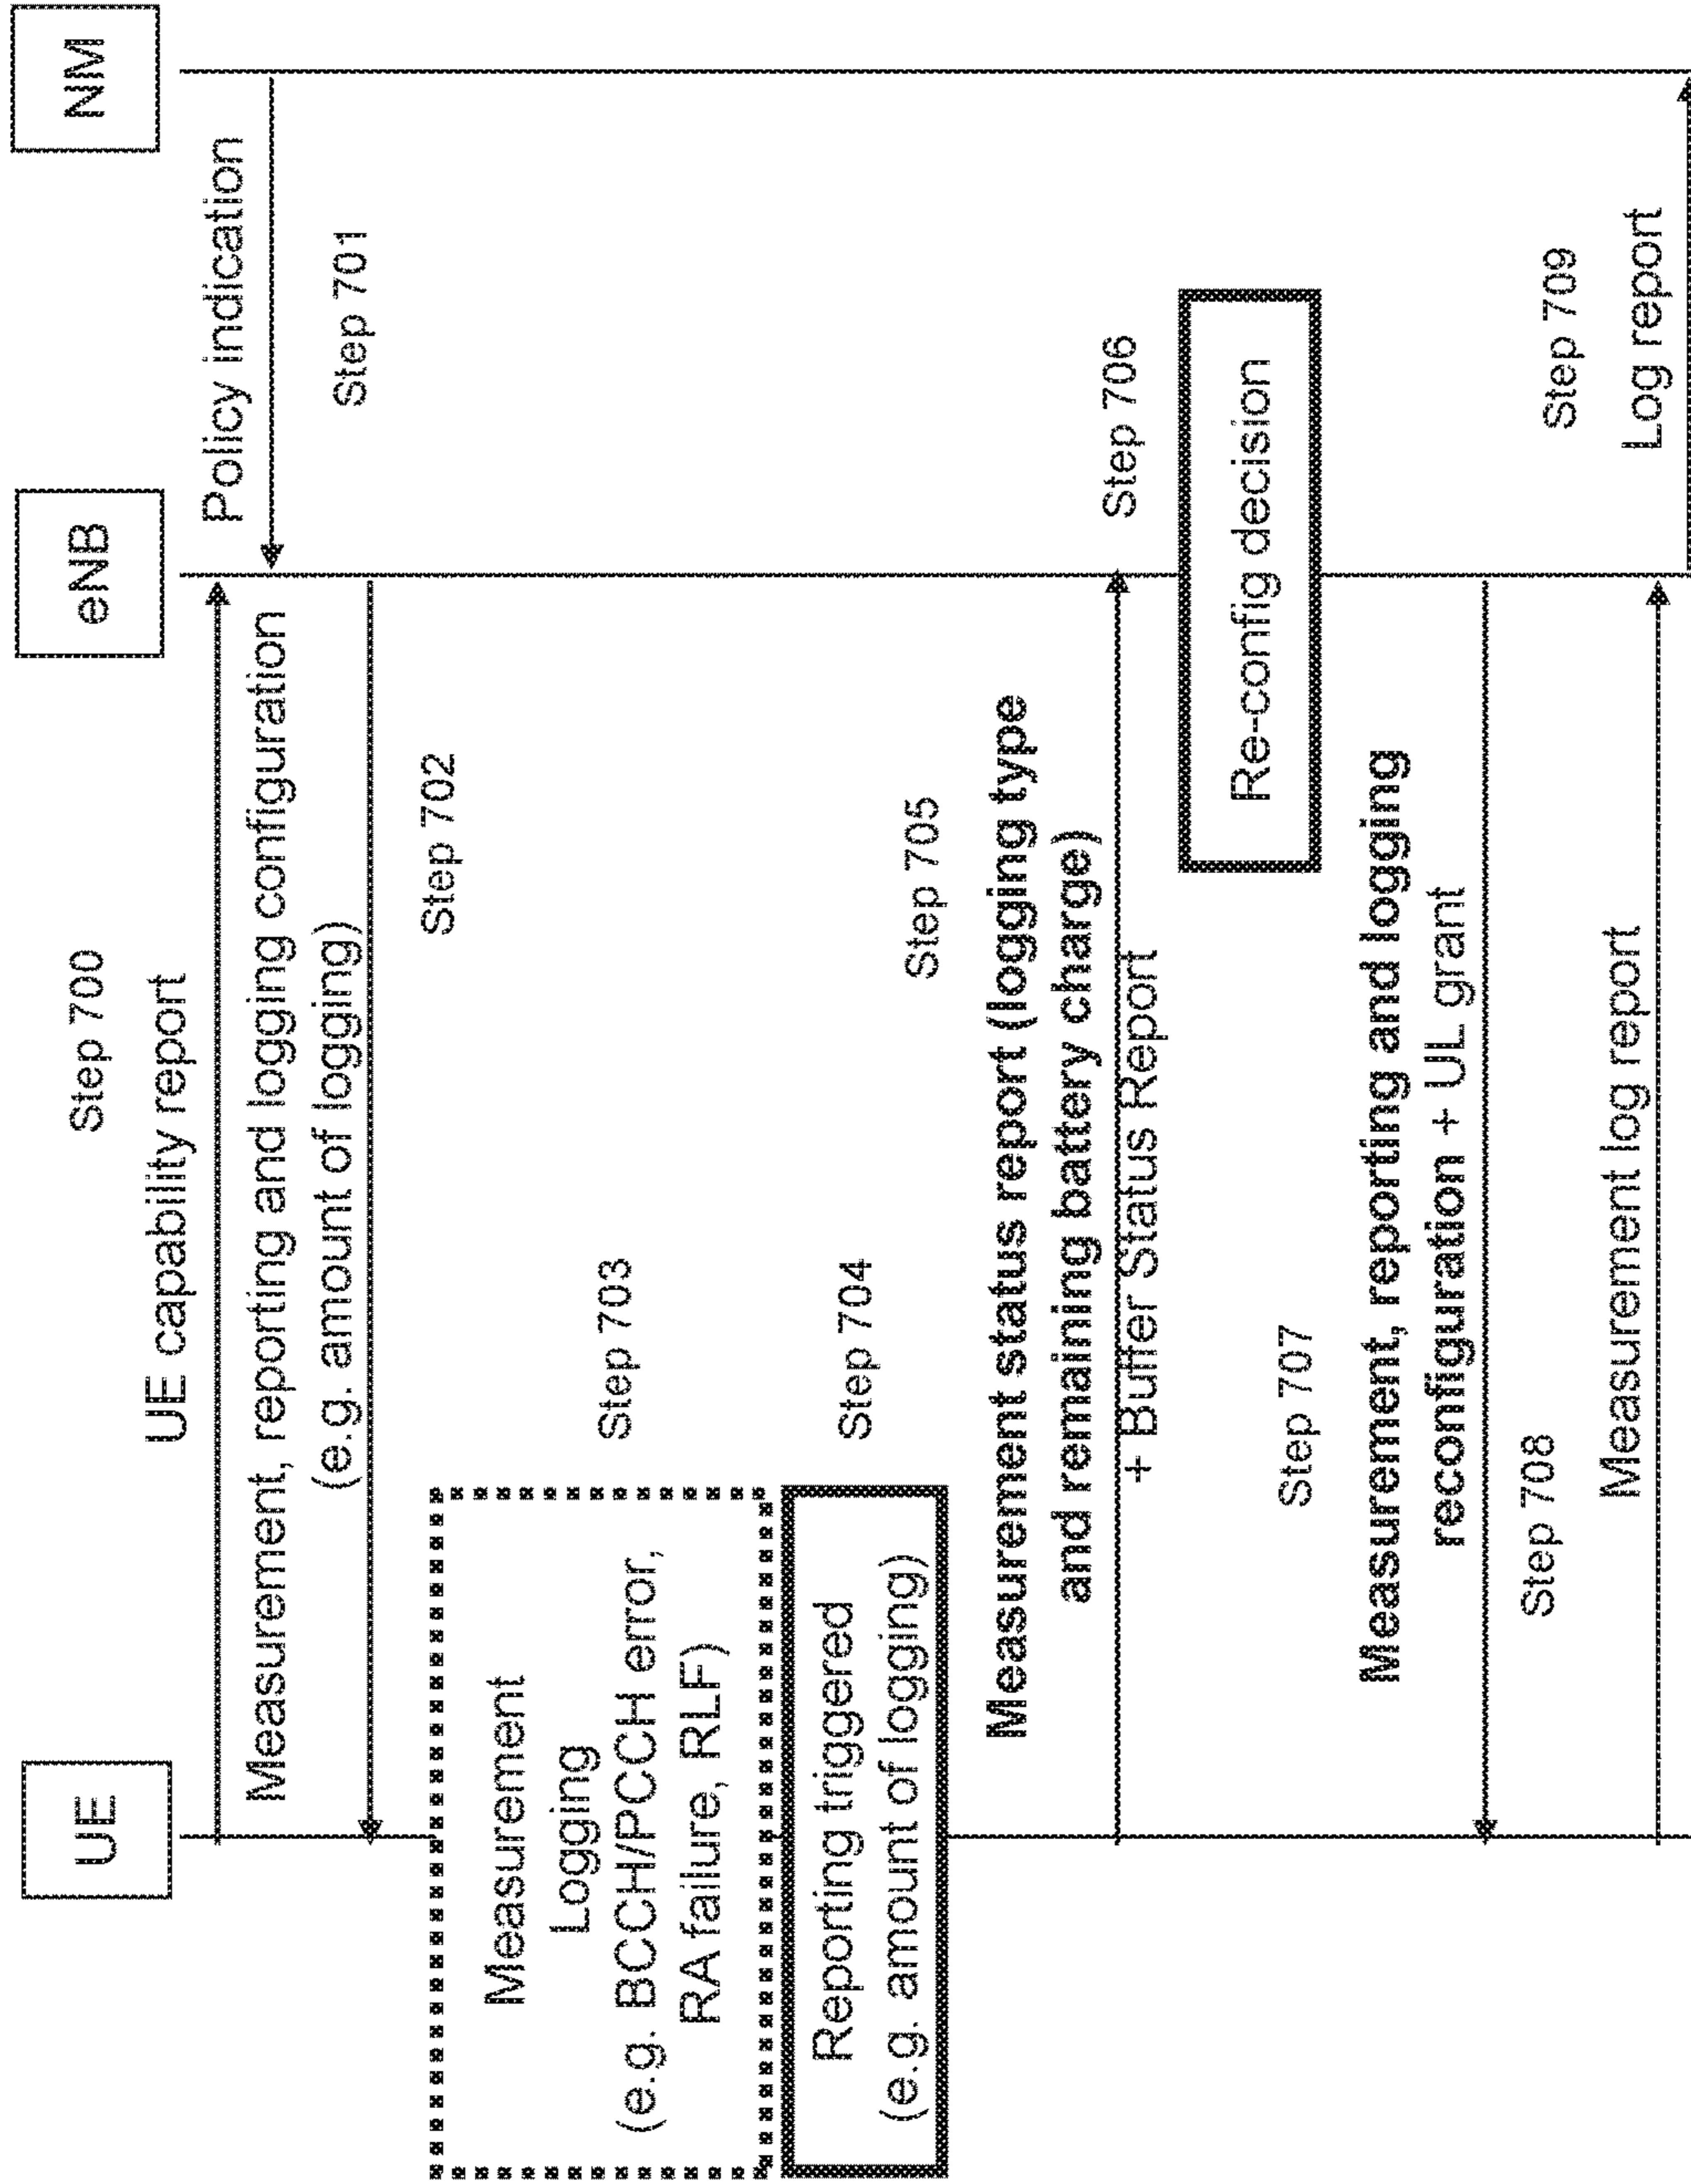 UE
eNB
NM
Step 700
UE capability report
Policy indication
Measurement, reporting and logging configuration
(e.g. amount of logging)
Step 701
Step 702
Measurement
Logging
(e.g. BCCH/PCCH error,
RA failure, RLF)
Step 703
Reporting triggered
(e.g. amount of logging)
Step 704
Step 705
Measurement status report (logging type
and remaining battery charge)
+ Buffer Status Report
Step 706
Re-config decision
Step 707
Measurement, reporting and logging
reconfiguration + UL grant
Step 708
Measurement log report
Step 709
Log report